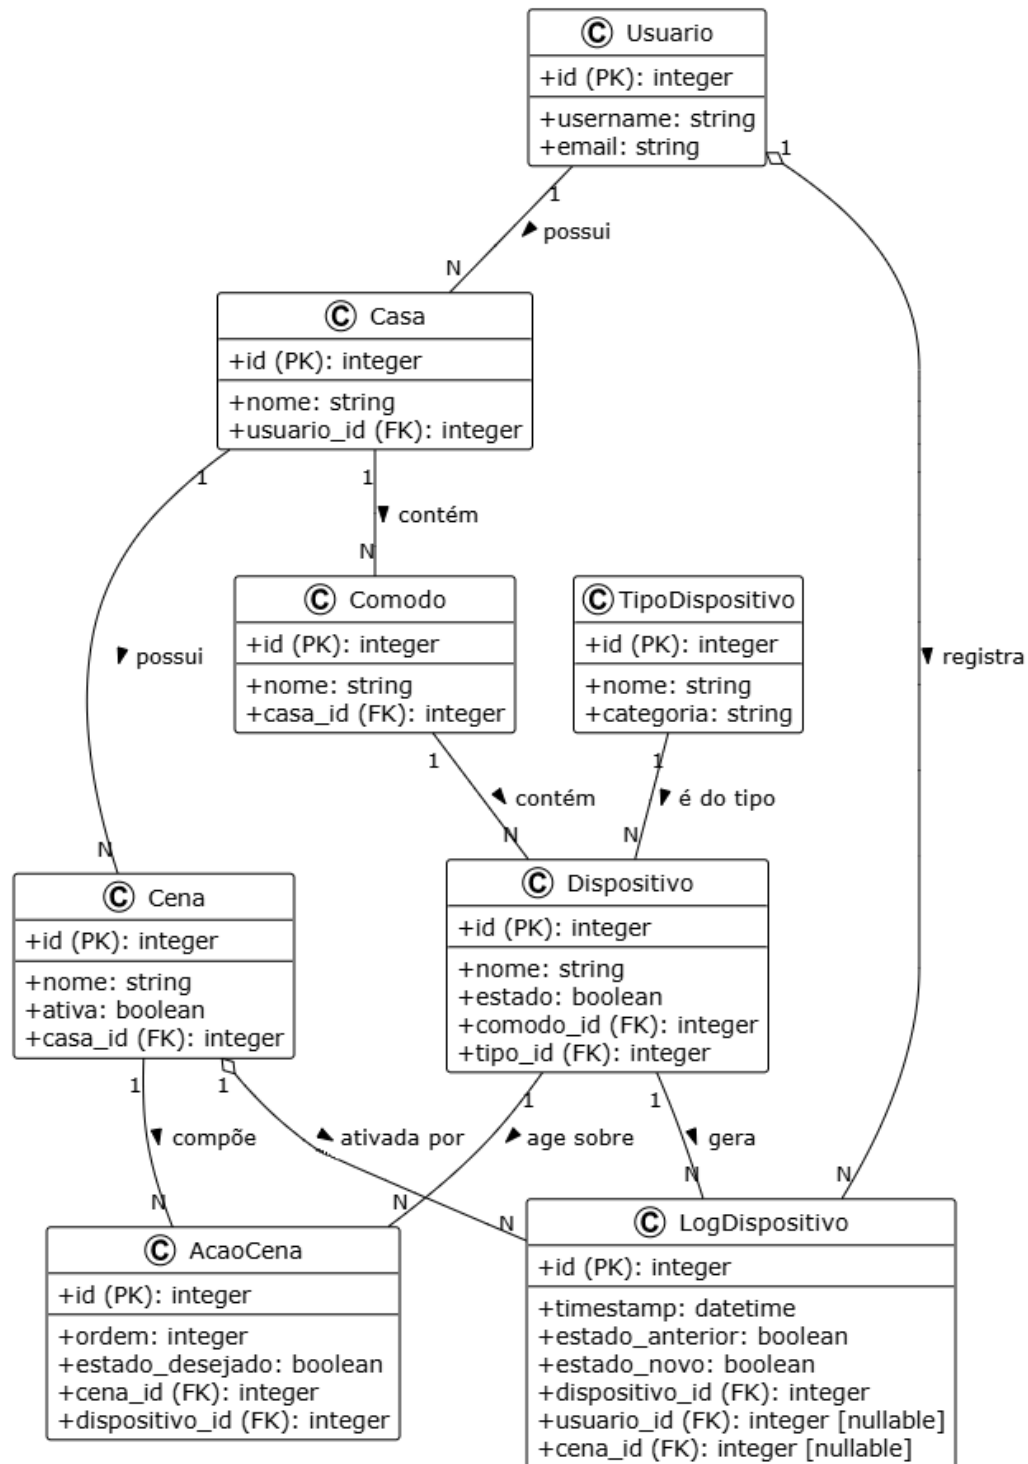 C Usuario
+id (PK): integer
+username: string
+email: string
1
1
possui
N
C Casa
+id (PK): integer
+nome: string
+usuario_id (FK): integer
1
1
contém
N
C Comodo
+id (PK): integer
+nome: string
+casa_id (FK): integer
C TipoDispositivo
+id (PK): integer
+nome: string
+categoria: string
possui
registra
1
1
contém
é do tipo
N
N
N
C Cena
+id (PK): integer
+nome: string
+ativa: boolean
+casa_id (FK): integer
C Dispositivo
+id (PK): integer
+nome: string
+estado: boolean
+comodo_id (FK): integer
+tipo_id (FK): integer
1
1
1
1
compõe
ativada por
age sobre
gera
N
N
N
N
N
C AcaoCena
+id (PK): integer
+ordem: integer
+estado_desejado: boolean
+cena_id (FK): integer
+dispositivo_id (FK): integer
C LogDispositivo
+id (PK): integer
+timestamp: datetime
+estado_anterior: boolean
+estado_novo: boolean
+dispositivo_id (FK): integer
+usuario_id (FK): integer [nullable]
+cena_id (FK): integer [nullable]